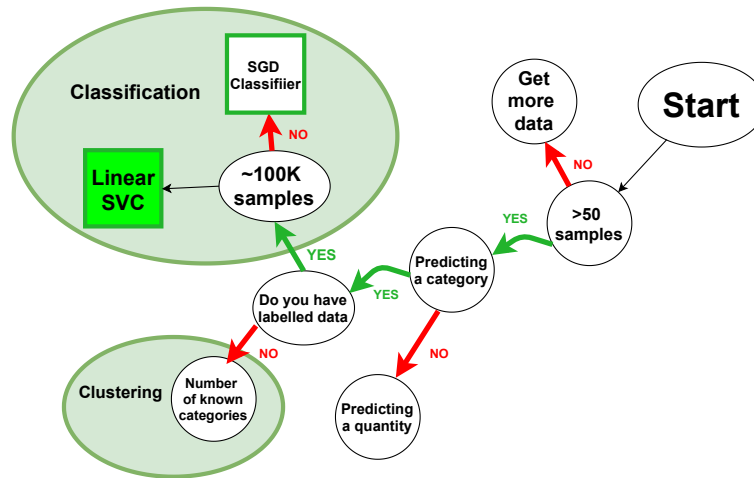 Classification
SGD
Classifiier
NO
Linear
SVC
~100K
samples
Get
more
data
Start
NO
>50
samples
YES
Predicting
a category
YES
YES
Do you have
labelled data
NO
NO
Clustering
Number
of known
categories
Predicting
a quantity